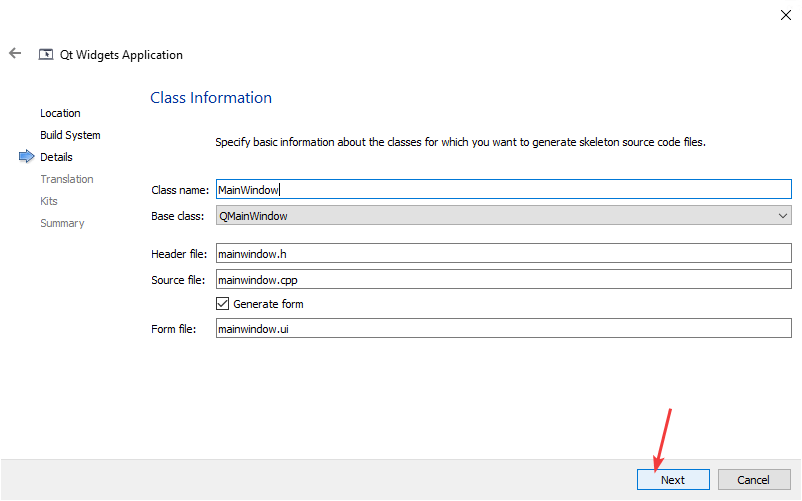 Qt Widgets Application
Class Information
Location
Build System
Details
Translation
Kits
Summary
Specify basic information about the classes for which you want to generate skeleton source code files.
Class name: MainWindow
Base class: QMainWindow
Header file: mainwindow.h
Source file: mainwindow.cpp
Generate form
Form file: mainwindow.ui
Next Cancel